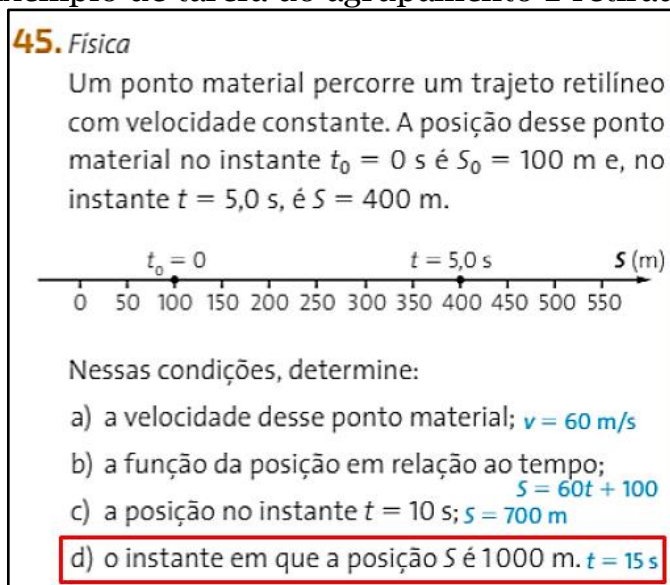 45. Física
Um ponto material percorre um trajeto retilíneo
com velocidade constante. A posição desse ponto
material no instante t₀ = 0 s é S₀ = 100 m e, no
instante t = 5,0 s, é S = 400 m.
t₀ = 0 t = 5,0 s S (m)
0 50 100 150 200 250 300 350 400 450 500 550
Nessas condições, determine:
a) a velocidade desse ponto material; v = 60 m/s
b) a função da posição em relação ao tempo;
S = 60t + 100
c) a posição no instante t = 10 s; S = 700 m
d) o instante em que a posição S é 1000 m. t = 15 s